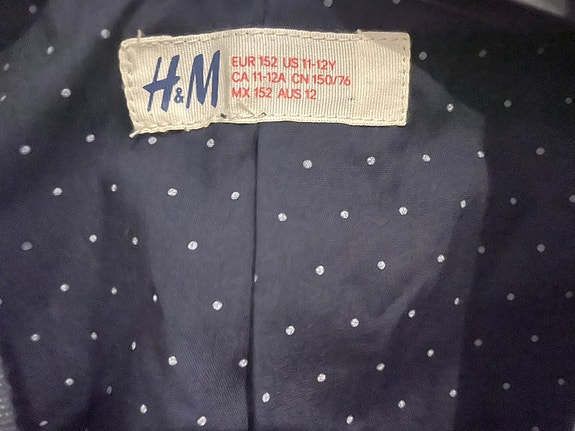 H&M
EUR 152 US 11-12Y
CA 11-12A CN 150/76
MX 152 AUS 12